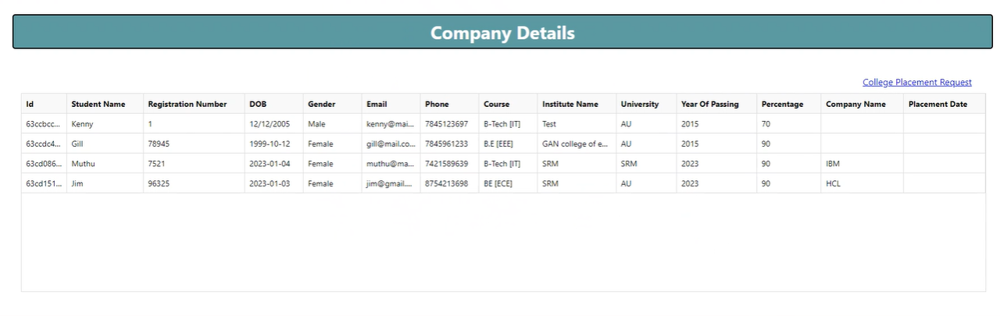 Company Details
College Placement Request
Id Student Name Registration Number DOB Gender Email Phone Course Institute Name University Year Of Passing Percentage Company Name Placement Date
63ccbcc... Kenny 1 12/12/2005 Male kenny@mai... 7845123697 B-Tech [IT] Test AU 2015 70
63ccdc4... Gill 78945 1999-10-12 Female gill@mail.co... 7845961233 B.E [EEE] GAN college of e... AU 2015 90
63cd086... Muthu 7521 2023-01-04 Female muthu@ma... 7421589639 B-Tech [IT] SRM SRM 2023 90 IBM
63cd151... Jim 96325 2023-01-03 Female jim@gmail.... 8754213698 BE [ECE] SRM AU 2023 90 HCL